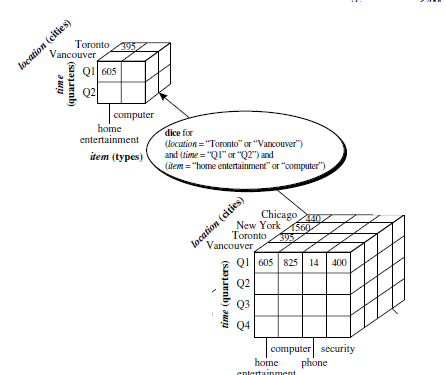 location (cities)
Toronto 395
Vancouver
time
(quarters)
Q1 605
Q2
computer
home
entertainment
item (types)
dice for
(location = “Toronto” or “Vancouver”)
and (time = “Q1” or “Q2”) and
(item = “home entertainment” or “computer”)
location (cities)
Chicago 440
New York 1560
Toronto 395
Vancouver
time (quarters)
Q1 605 825 14 400
Q2
Q3
Q4
computer security
home phone
entertainment